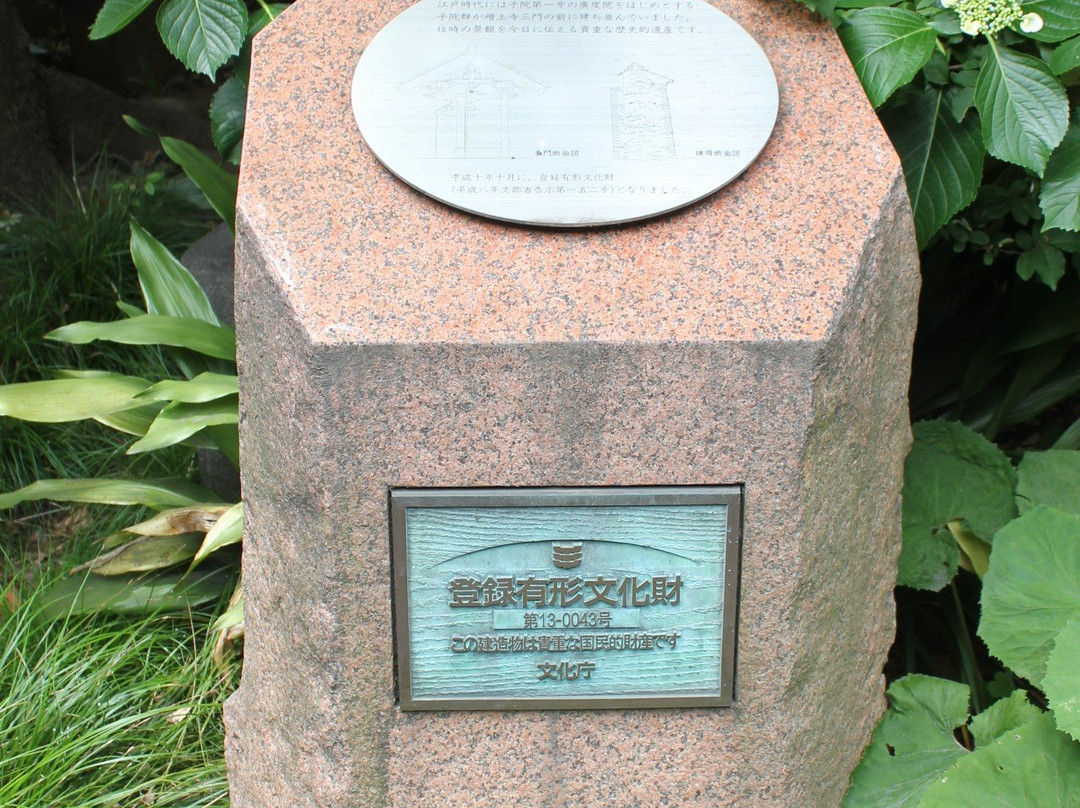 江戸時代には子院第一号の廣度院をはじめとする
子院群が増上寺三門の前に建ち並んでいました。
往時の景観を今日に伝える貴重な歴史的遺産です。
表門断面図
練塀断面図
平成十年十月に、登録有形文化財
(平成八年文部省告示第一五二号)となりました。
登録有形文化財
第13-0043号
この建造物は貴重な国民的財産です
文化庁